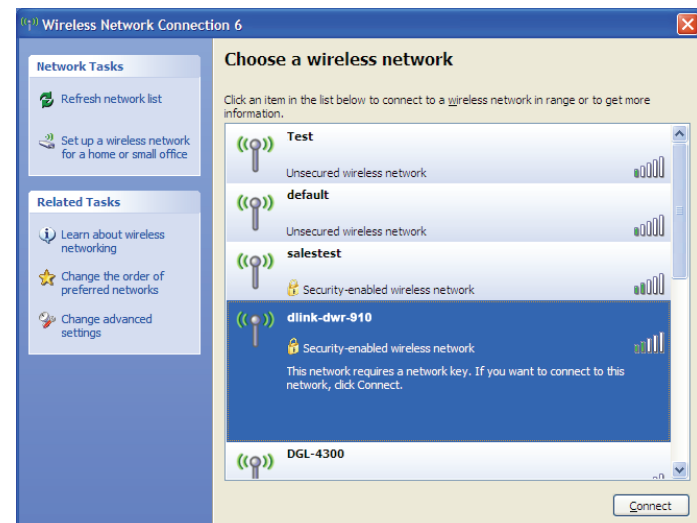 Wireless Network Connection 6
Network Tasks
Refresh network list
Set up a wireless network
for a home or small office
Related Tasks
Learn about wireless
networking
Change the order of
preferred networks
Change advanced
settings
Choose a wireless network
Click an item in the list below to connect to a wireless network in range or to get more
information.
Test
Unsecured wireless network
default
Unsecured wireless network
salestest
Security-enabled wireless network
dlink-dwr-910
Security-enabled wireless network
This network requires a network key. If you want to connect to this
network, click Connect.
DGL-4300
Connect